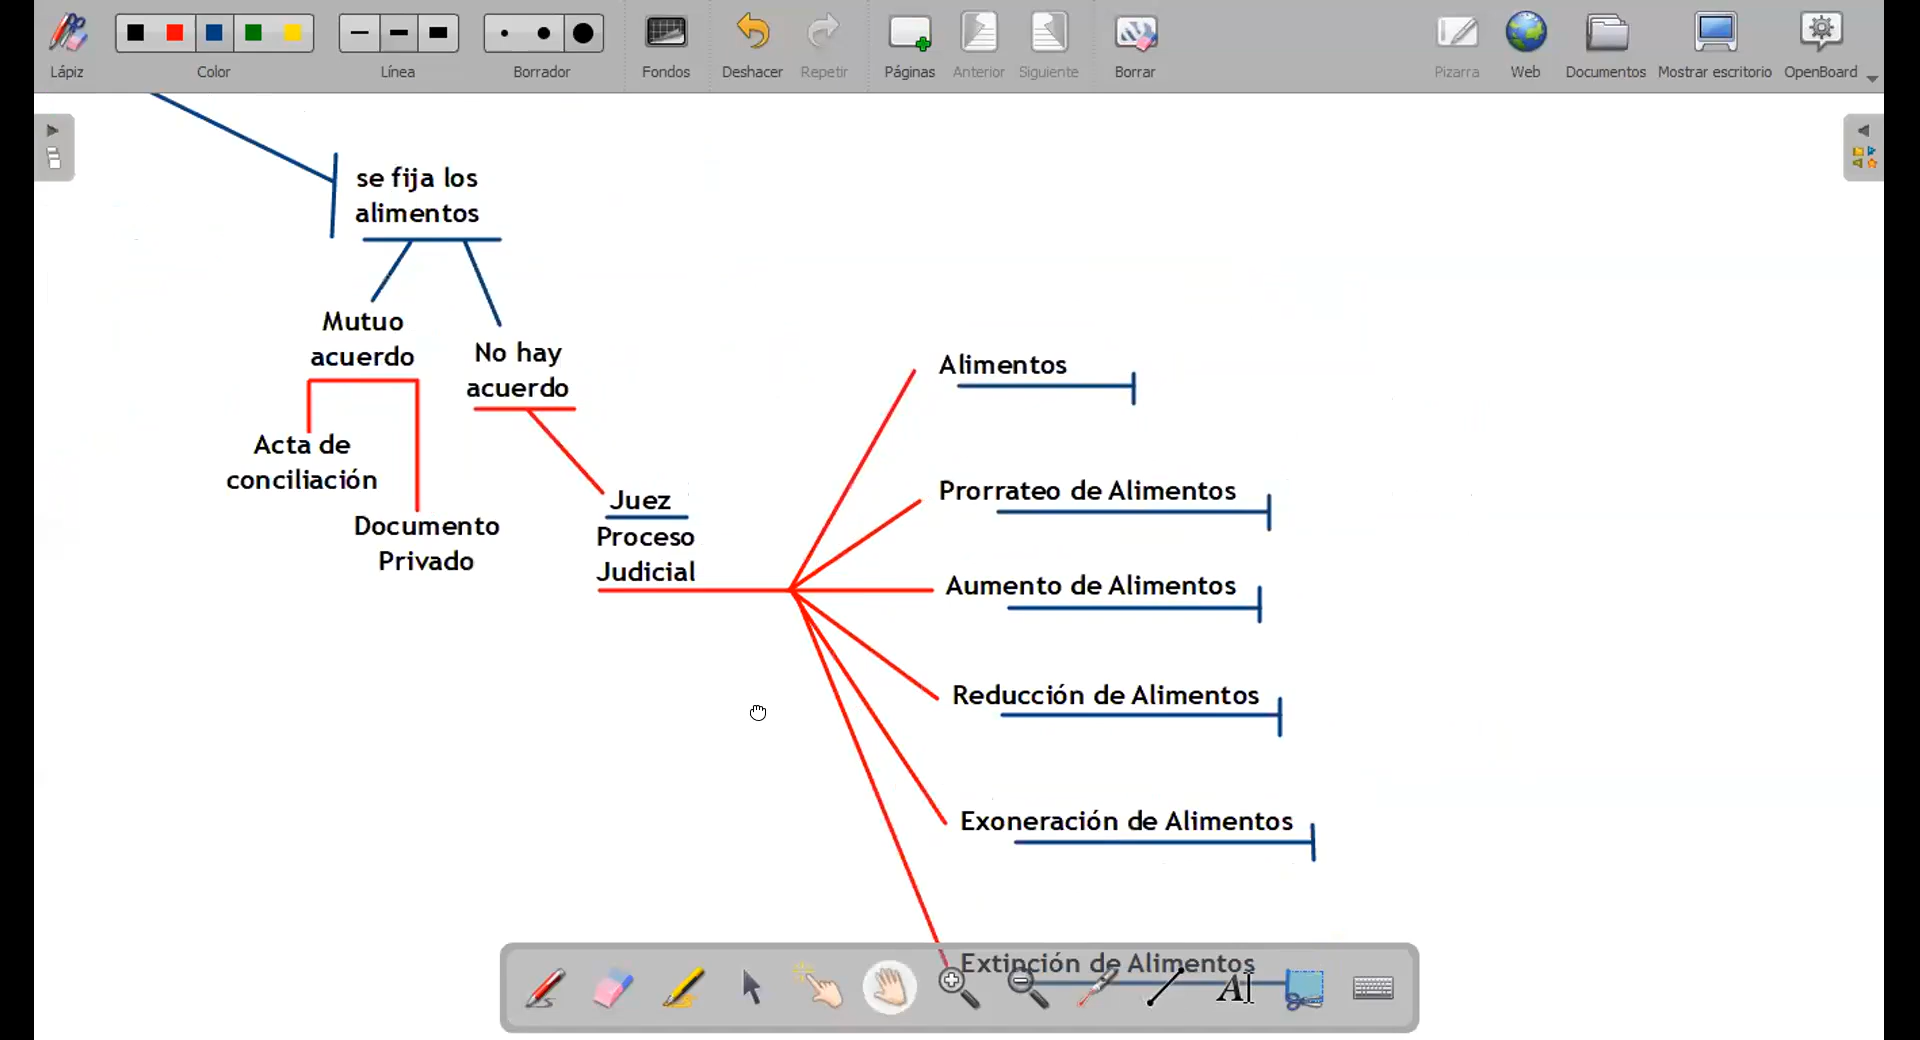 Lápiz
Color
Línea
Borrador
Fondos
Deshacer
Repetir
Páginas
Anterior
Siguiente
Borrar
Pizarra
Web
Documentos
Mostrar escritorio
OpenBoard
se fija los
alimentos
Mutuo
acuerdo
No hay
acuerdo
Acta de
conciliación
Documento
Privado
Juez
Proceso
Judicial
Alimentos
Prorrateo de Alimentos
Aumento de Alimentos
Reducción de Alimentos
Exoneración de Alimentos
Extinción de Alimentos